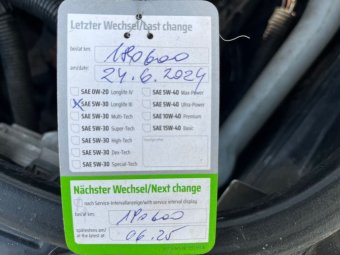 Letzter Wechsel/Last change
bei/at km:
180600
am/date:
24.6.2024
SAE 0W-20 Longlife IV
SAE 5W-40 Max-Power
SAE 5W-30 Longlife III
SAE 5W-40 Ultra-Power
SAE 5W-30 Multi-Tech
SAE 10W-40 Premium
SAE 5W-30 Super-Tech
SAE 15W-40 Basic
SAE 5W-30 High-Tech
SAE 5W-30 Dex-Tech
SAE 5W-30 Special-Tech
Nächster Wechsel/Next change
nach Service-Intervallanzeige/with service interval display
bei/at km:
190600
spätestens am/
at the latest at
06.25